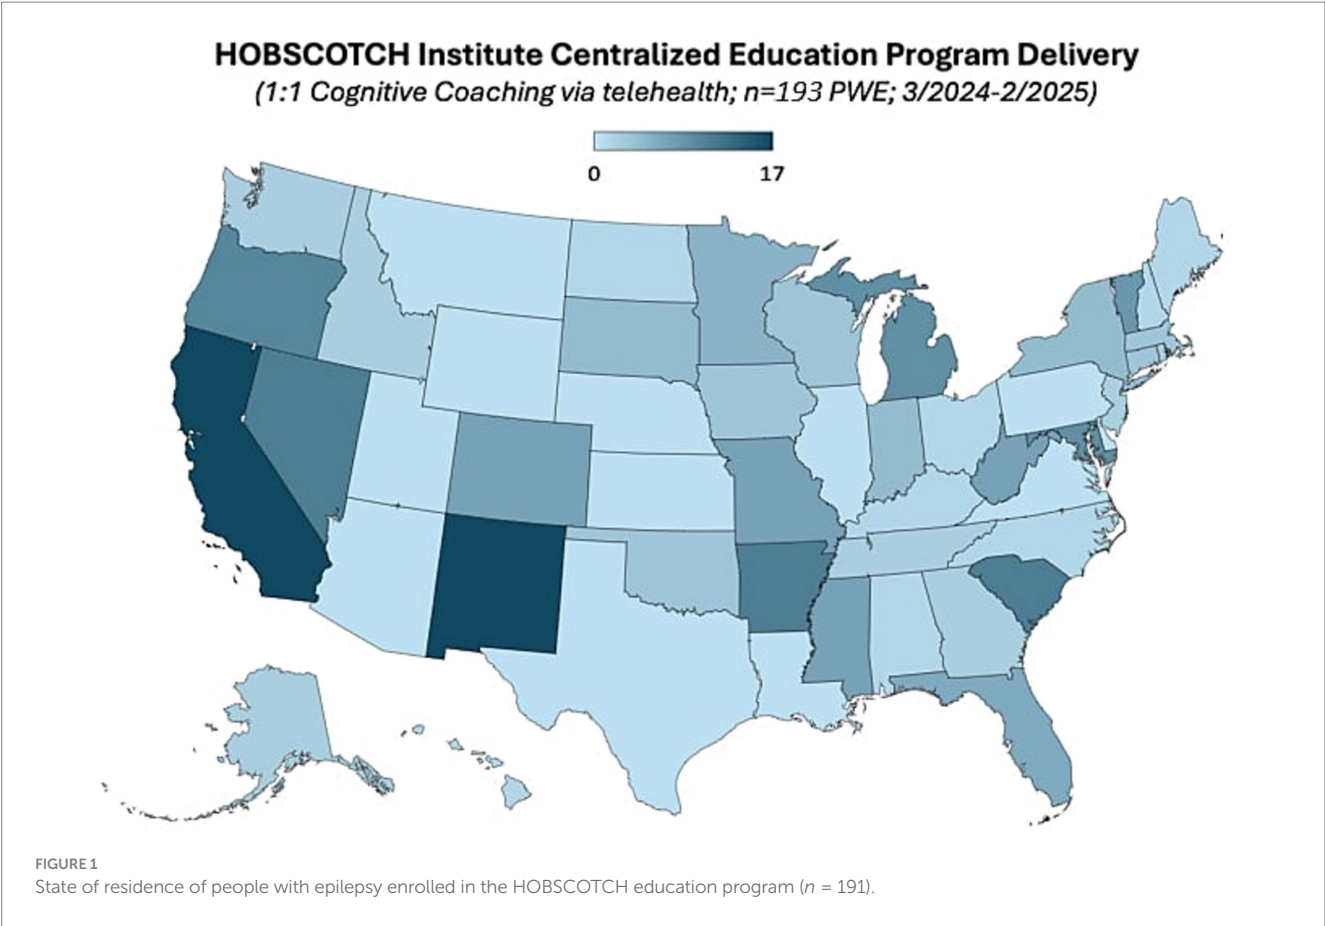 HOBSCOTCH Institute Centralized Education Program Delivery
(1:1 Cognitive Coaching via telehealth; n=193 PWE; 3/2024-2/2025)
0 17
FIGURE 1
State of residence of people with epilepsy enrolled in the HOBSCOTCH education program (n = 191).